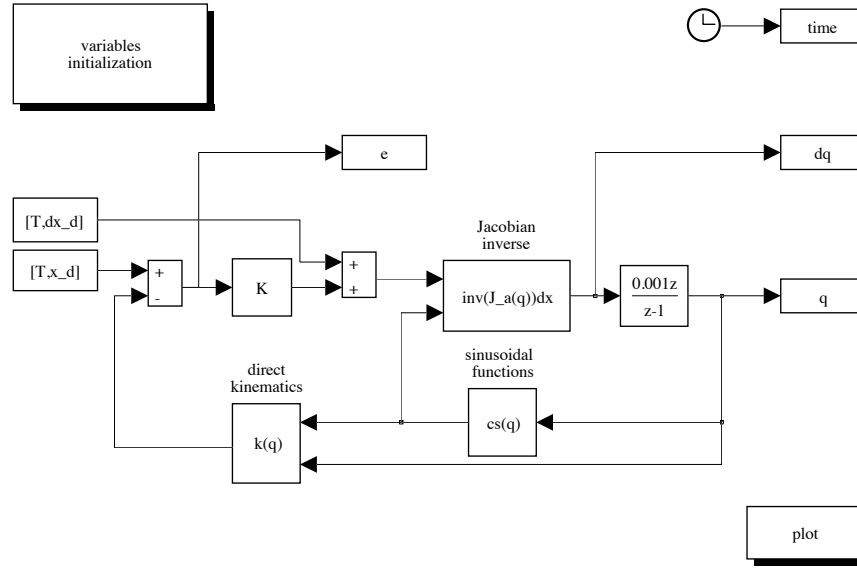 variables
initialization
time
e
dq
[T,dx_d]
[T,x_d]
+
-
K
+
+
Jacobian
inverse
inv(J_a(q))dx
0.001z
z-1
q
direct
kinematics
k(q)
sinusoidal
functions
cs(q)
plot